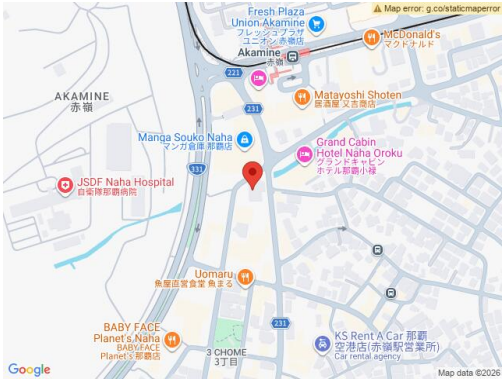 Map error: g.co/staticmaperror
Fresh Plaza
Union Akamine
フレッシュプラザ
ユニオン 赤嶺店
McDonald's
マクドナルド
Akamine
赤嶺
221
AKAMINE
赤嶺
231
Matayoshi Shoten
居酒屋 又吉商店
Manga Souko Naha
マンガ倉庫 那覇店
Grand Cabin
Hotel Naha Oroku
グランドキャビン
ホテル那覇小禄
331
231
JSDF Naha Hospital
自衛隊那覇病院
331
Uomaru
魚屋直営食堂 魚まる
231
BABY FACE
Planet's Naha
BABY FACE
Planet's 那覇店
3 CHOME
3丁目
KS Rent A Car 那覇
空港店(赤嶺駅営業所)
Car rental agency
Google
Map data ©2026